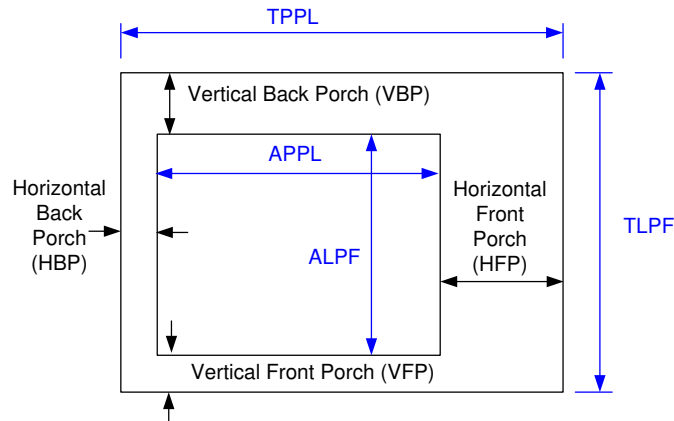 TPPL
Vertical Back Porch (VBP)
APPL
Horizontal
Back
Porch
(HBP)
Horizontal
Front
Porch
(HFP)
TLPF
ALPF
Vertical Front Porch (VFP)